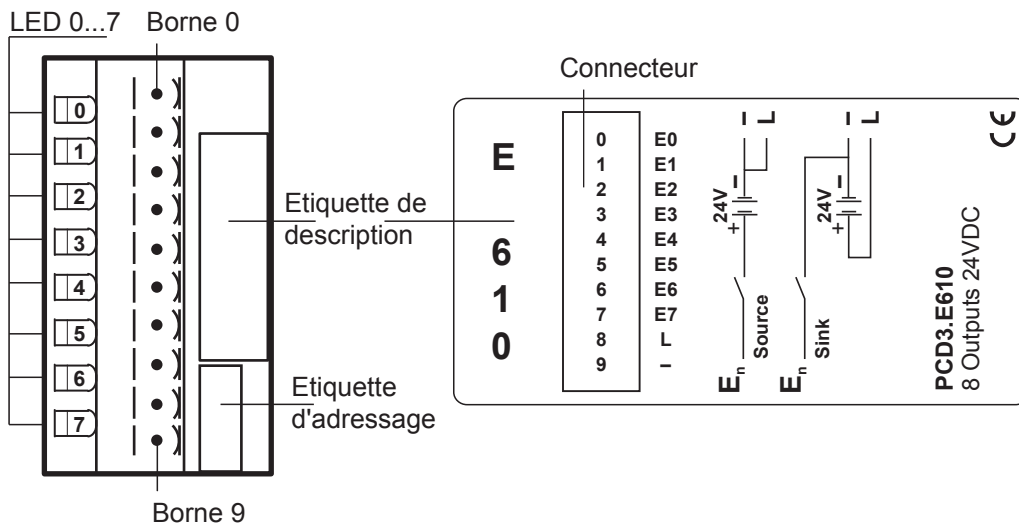 LED 0...7 Borne 0
0
1
2
3
4
5
6
7
Borne 9
Etiquette de
description
Etiquette
d'adressage
Connecteur
E
6
1
0
0 E0
1 E1
2 E2
3 E3
4 E4
5 E5
6 E6
7 E7
8 L
9 –
– L
24V
+ –
Source
En
– L
24V
+ –
Sink
En
PCD3.E610
8 Outputs 24VDC
CE